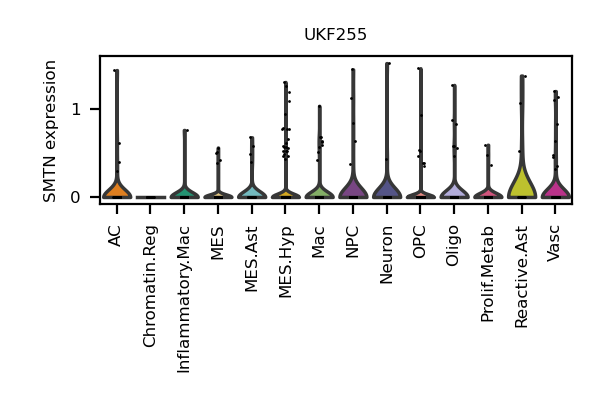 UKF255
SMTN expression
1
0
AC
Chromatin.Reg
Inflammatory.Mac
MES
MES.Ast
MES.Hyp
Mac
NPC
Neuron
OPC
Oligo
Prolif.Metab
Reactive.Ast
Vasc